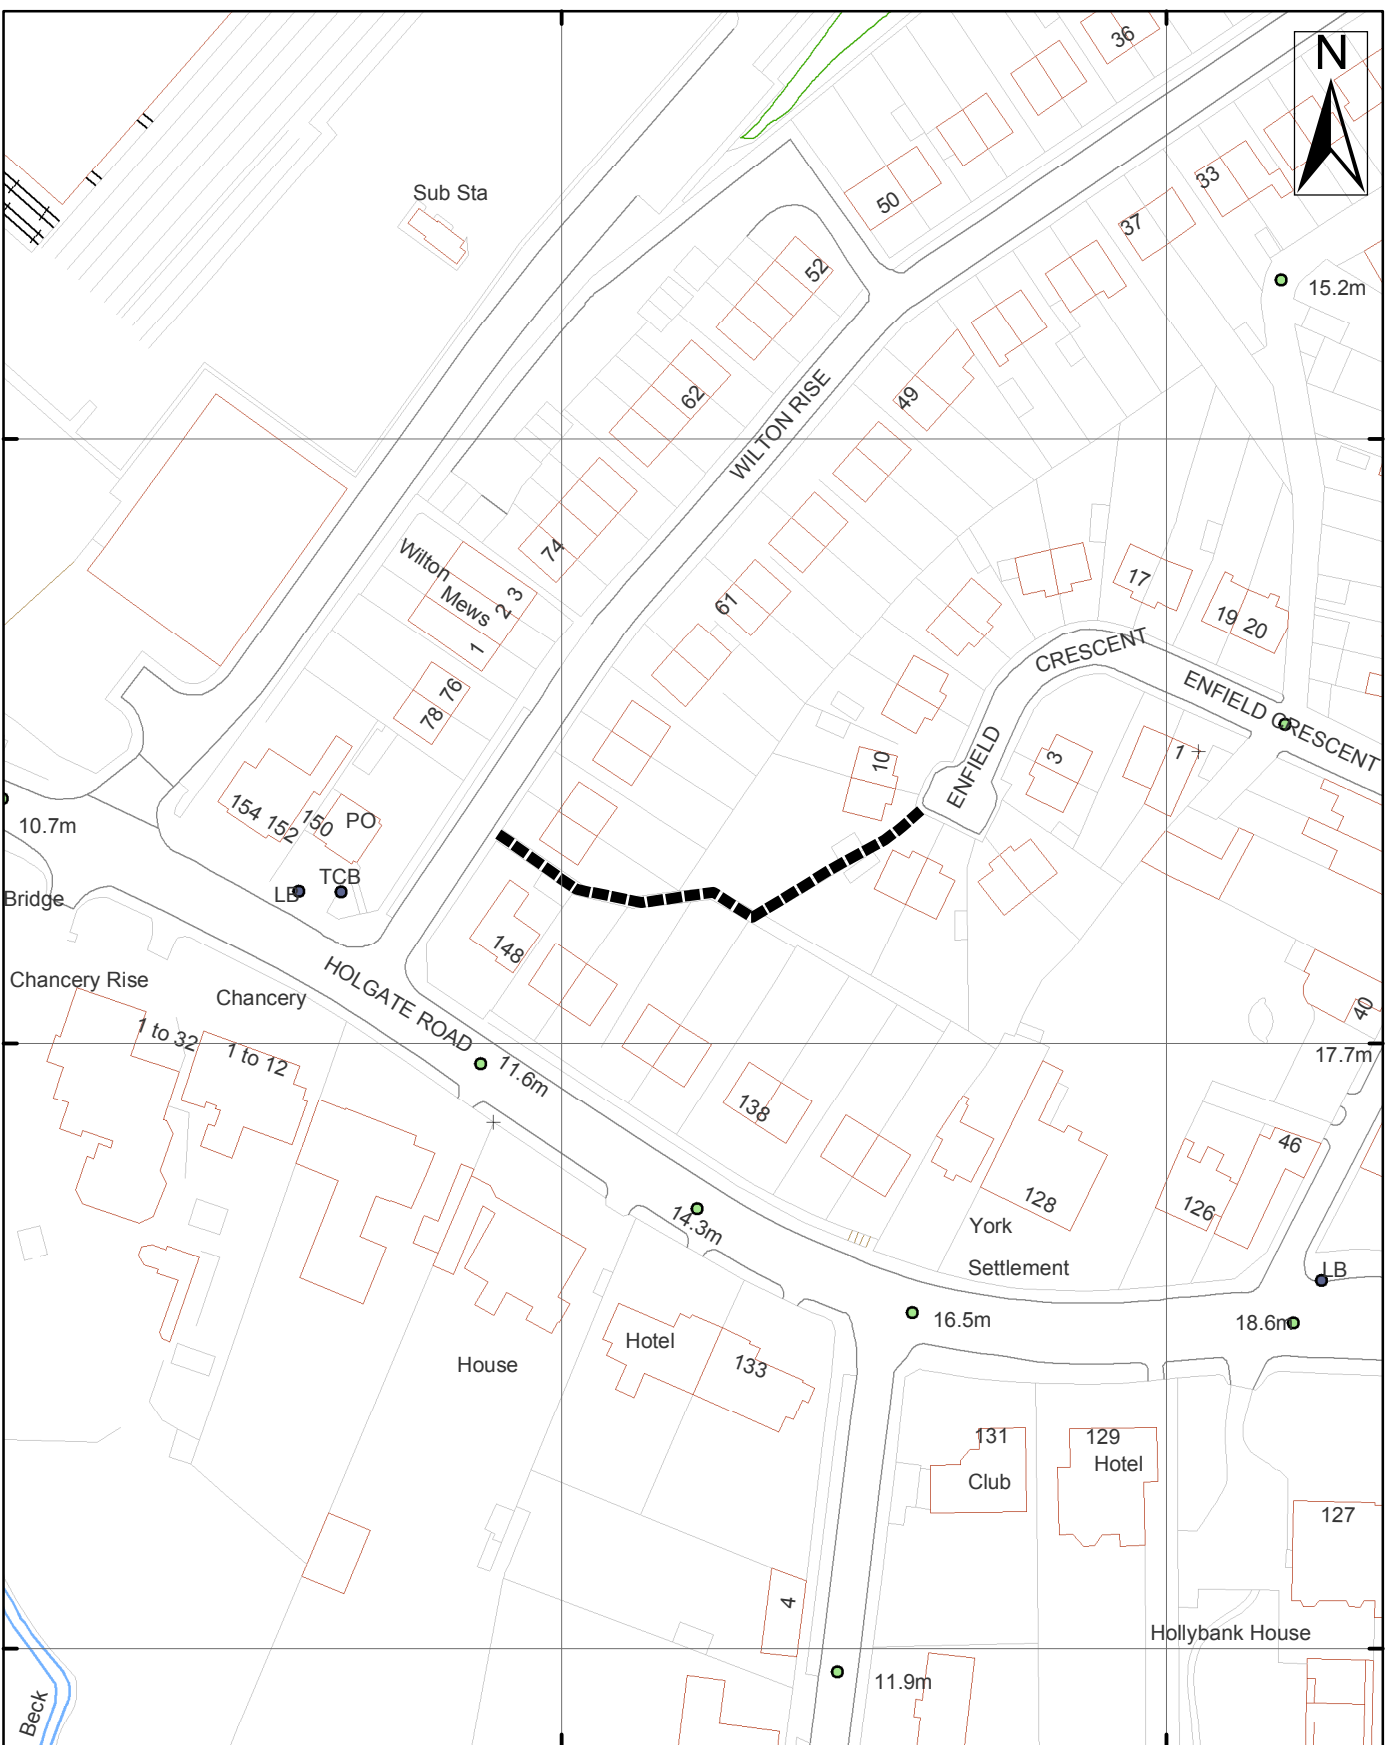 36
N
Sub Sta
50
33
37
52
15.2m
62
49
WILTON RISE
74
Wilton
Mews
1 2 3
61
17
19 20
CRESCENT
ENFIELD CRESCENT
76
78
ENFIELD
10
3
1
154 152 150 PO
10.7m
LB
TCB
Bridge
148
HOLGATE ROAD
Chancery Rise
Chancery
40
1 to 32
1 to 12
11.6m
17.7m
138
46
128
126
14.3m
York
Settlement
LB
16.5m
18.6m
Hotel
133
House
131
Club
129
Hotel
127
4
Hollybank House
11.9m
Beck